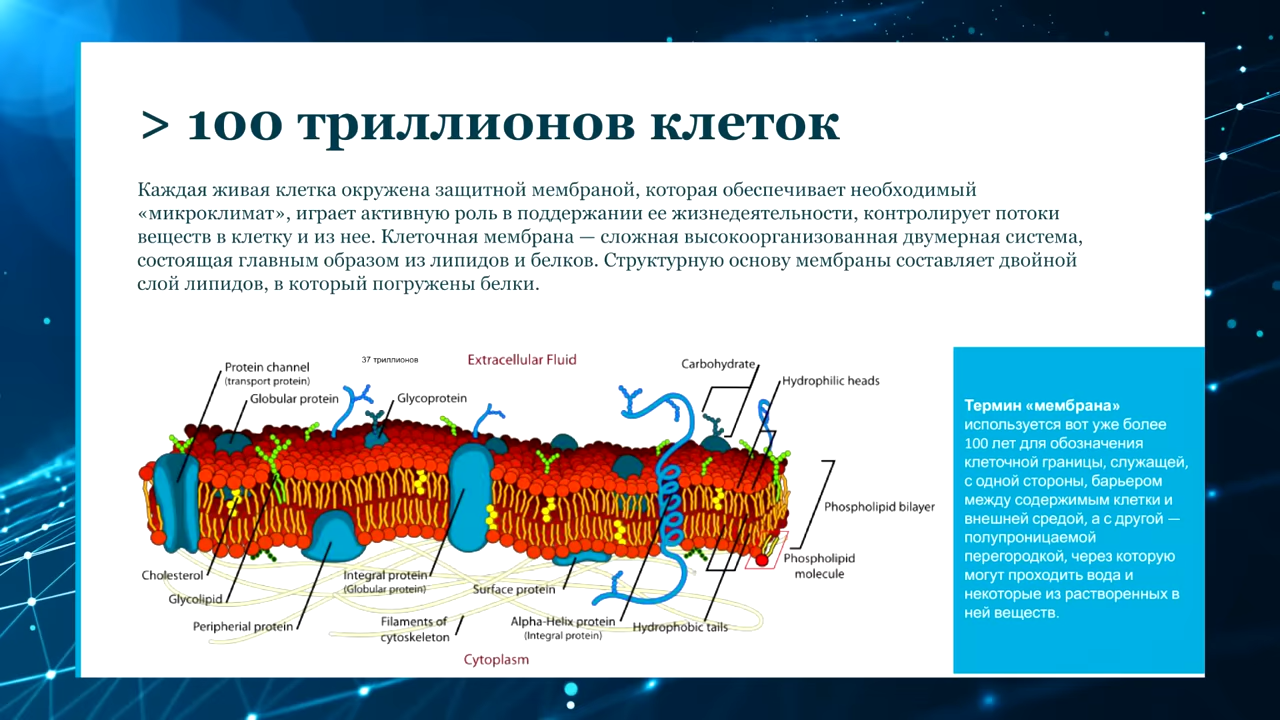 > 100 триллионов клеток
Каждая живая клетка окружена защитной мембраной, которая обеспечивает необходимый
«микроклимат», играет активную роль в поддержании ее жизнедеятельности, контролирует потоки
веществ в клетку и из нее. Клеточная мембрана — сложная высокоорганизованная двумерная система,
состоящая главным образом из липидов и белков. Структурную основу мембраны составляет двойной
слой липидов, в который погружены белки.
Protein channel
(transport protein)
37 триллионов
Extracellular Fluid
Carbohydrate
Hydrophilic heads
Globular protein
Glycoprotein
Phospholipid bilayer
Phospholipid
molecule
Cholesterol
Glycolipid
Peripherial protein
Integral protein
(Globular protein)
Filaments of
cytoskeleton
Surface protein
Alpha-Helix protein
(Integral protein)
Hydrophobic tails
Cytoplasm
Термин «мембрана»
используется вот уже более
100 лет для обозначения
клеточной границы, служащей,
с одной стороны, барьером
между содержимым клетки и
внешней средой, а с другой —
полупроницаемой
перегородкой, через которую
могут проходить вода и
некоторые из растворенных в
ней веществ.